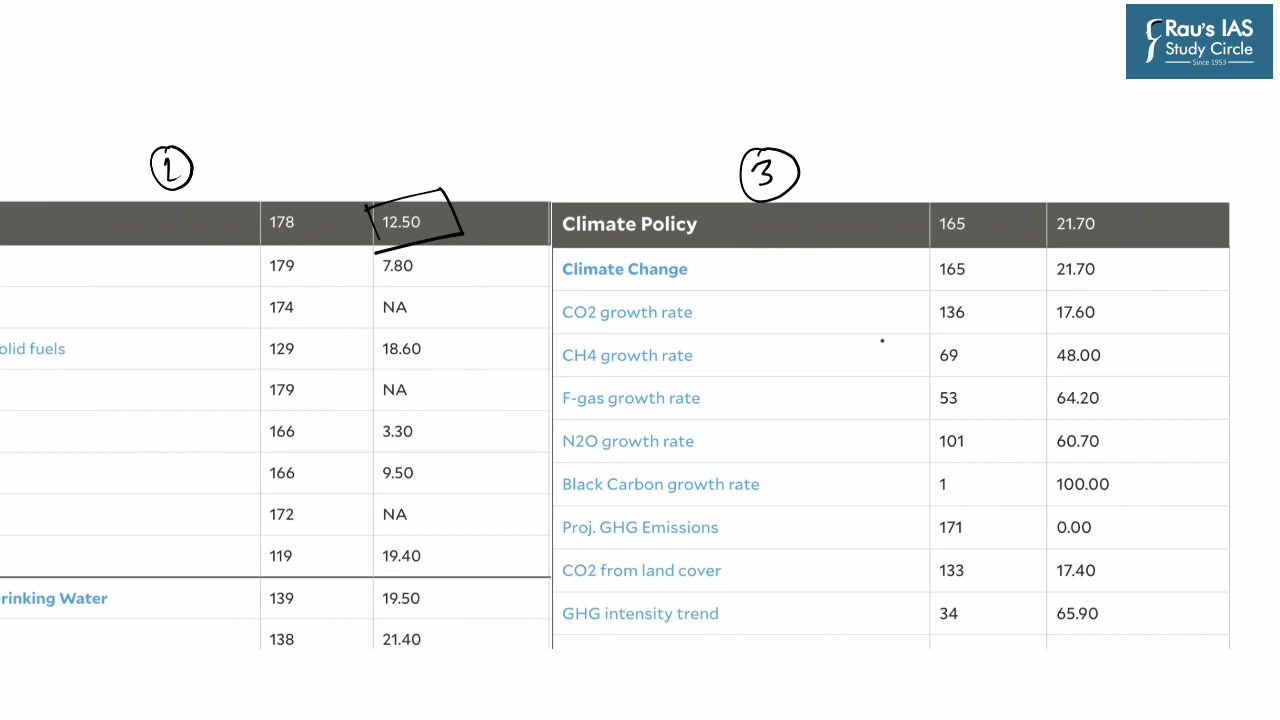 Rau's IAS
Study Circle
Since 1953
2
3
178 12.50
179 7.80
174 NA
olid fuels 129 18.60
179 NA
166 3.30
166 9.50
172 NA
119 19.40
rinking Water 139 19.50
138 21.40
Climate Policy 165 21.70
Climate Change 165 21.70
CO2 growth rate 136 17.60
CH4 growth rate 69 48.00
F-gas growth rate 53 64.20
N2O growth rate 101 60.70
Black Carbon growth rate 1 100.00
Proj. GHG Emissions 171 0.00
CO2 from land cover 133 17.40
GHG intensity trend 34 65.90